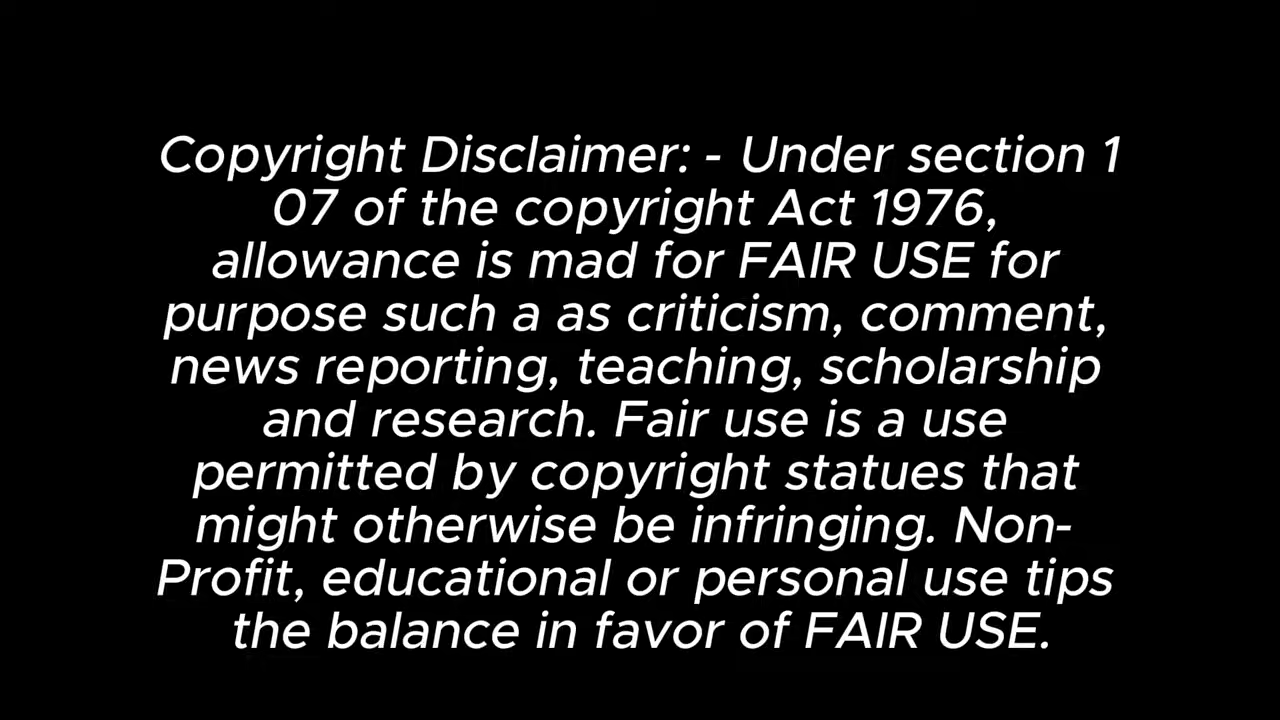 Copyright Disclaimer: - Under section 1
07 of the copyright Act 1976,
allowance is mad for FAIR USE for
purpose such a as criticism, comment,
news reporting, teaching, scholarship
and research. Fair use is a use
permitted by copyright statues that
might otherwise be infringing. Non-
Profit, educational or personal use tips
the balance in favor of FAIR USE.